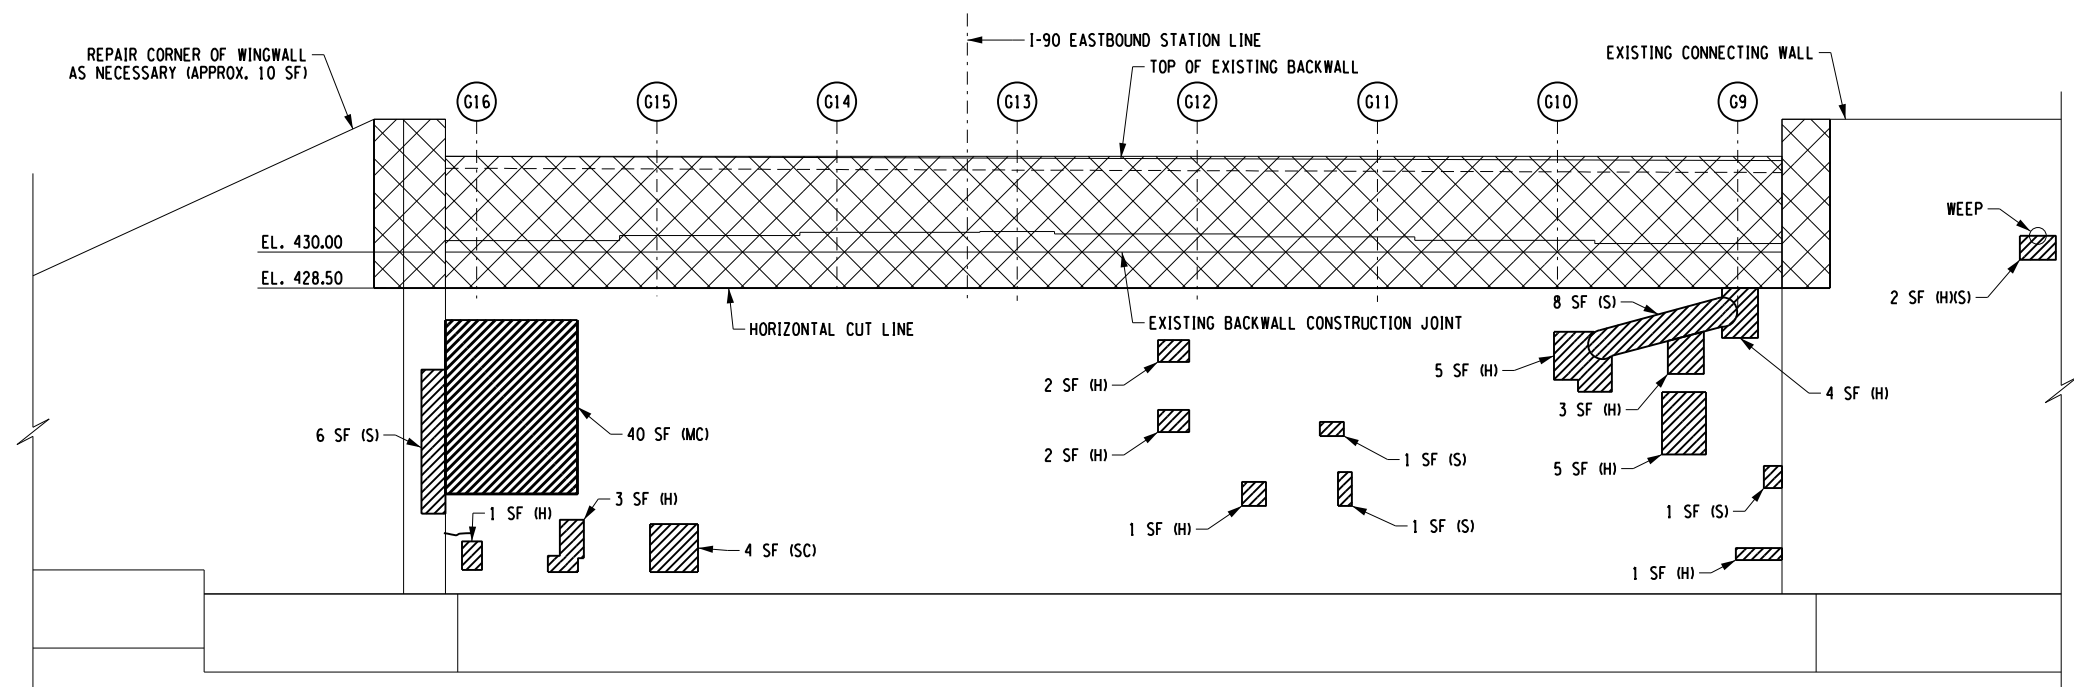 I-90 EASTBOUND STATION LINE
REPAIR CORNER OF WINGWALL
AS NECESSARY (APPROX. 10 SF)
EXISTING CONNECTING WALL
TOP OF EXISTING BACKWALL
G16
G15
G14
G13
G12
G11
G10
G9
WEEP
EL. 430.00
EL. 428.50
2 SF (H)(S)
8 SF (S)
HORIZONTAL CUT LINE
EXISTING BACKWALL CONSTRUCTION JOINT
5 SF (H)
2 SF (H)
4 SF (H)
3 SF (H)
6 SF (S)
40 SF (MC)
2 SF (H)
1 SF (S)
5 SF (H)
3 SF (H)
1 SF (H)
1 SF (S)
1 SF (H)
1 SF (S)
4 SF (SC)
1 SF (H)